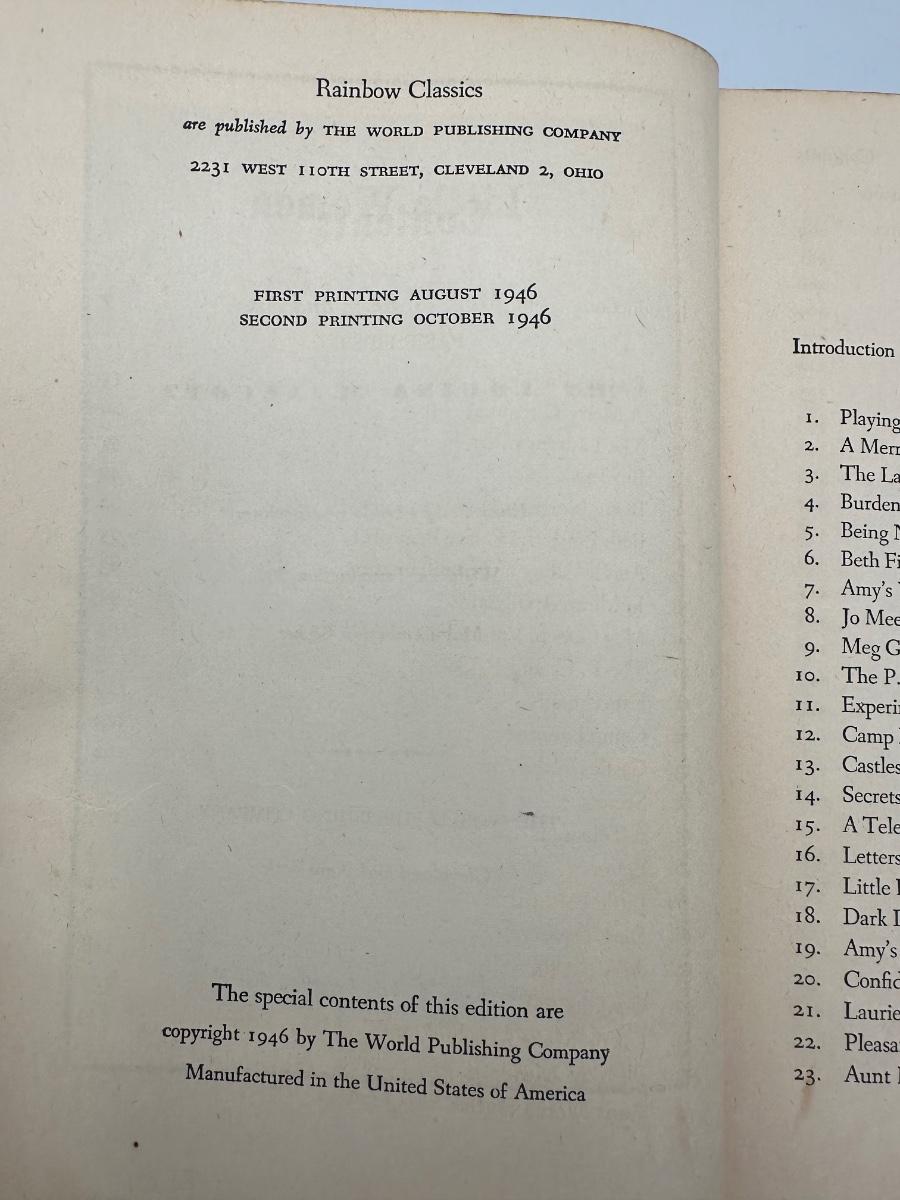 Rainbow Classics
are published by THE WORLD PUBLISHING COMPANY
2231 WEST 110TH STREET, CLEVELAND 2, OHIO
FIRST PRINTING AUGUST 1946
SECOND PRINTING OCTOBER 1946
The special contents of this edition are
copyright 1946 by The World Publishing Company
Manufactured in the United States of America
Introduction
1. Playing
2. A Merr
3. The La
4. Burden
5. Being
6. Beth Fi
7. Amy's
8. Jo Mee
9. Meg G
10. The P.
11. Experi
12. Camp
13. Castles
14. Secrets
15. A Tele
16. Letters
17. Little
18. Dark
19. Amy's
20. Confid
21. Laurie
22. Pleasa
23. Aunt